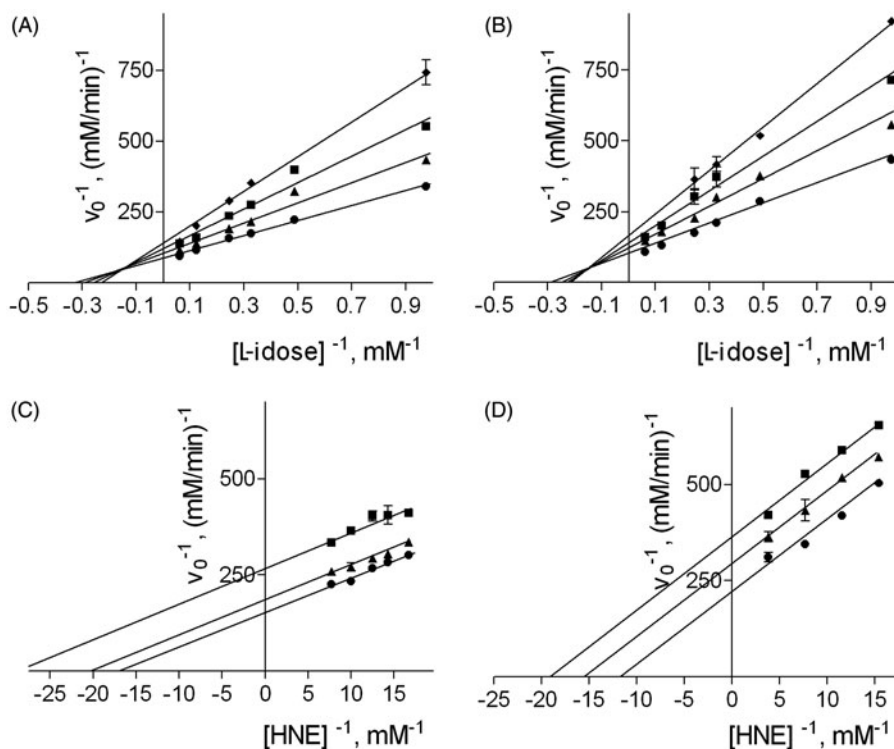 (A)
v₀⁻¹, (mM/min)⁻¹
750
500
250
-0.5 -0.3 -0.1 0.1 0.3 0.5 0.7 0.9
[L-idose]⁻¹, mM⁻¹
(B)
v₀⁻¹, (mM/min)⁻¹
750
500
250
-0.5 -0.3 -0.1 0.1 0.3 0.5 0.7 0.9
[L-idose]⁻¹, mM⁻¹
(C)
v₀⁻¹, (mM/min)⁻¹
500
250
-25 -20 -15 -10 -5 0 5 10 15
[HNE]⁻¹, mM⁻¹
(D)
v₀⁻¹, (mM/min)⁻¹
500
250
-25 -20 -15 -10 -5 0 5 10 15
[HNE]⁻¹, mM⁻¹